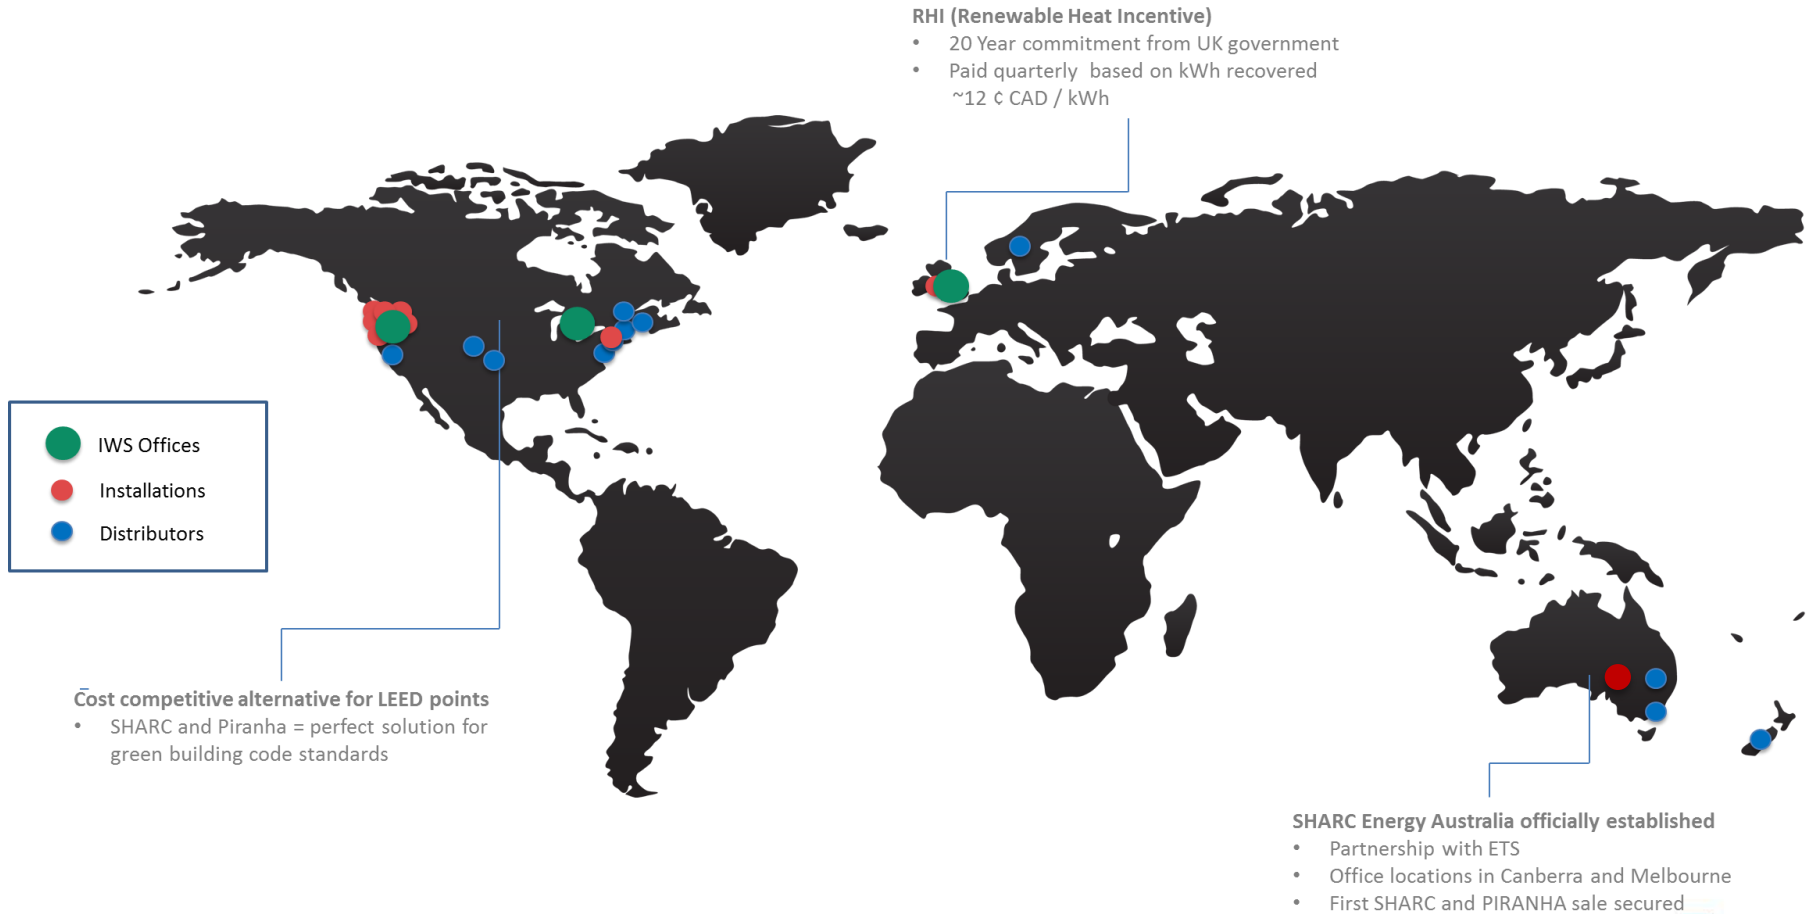 RHI (Renewable Heat Incentive)
• 20 Year commitment from UK government
• Paid quarterly based on kWh recovered
~12 ¢ CAD / kWh
IWS Offices
Installations
Distributors
Cost competitive alternative for LEED points
• SHARC and Piranha = perfect solution for
green building code standards
SHARC Energy Australia officially established
• Partnership with ETS
• Office locations in Canberra and Melbourne
• First SHARC and PIRANHA sale secured